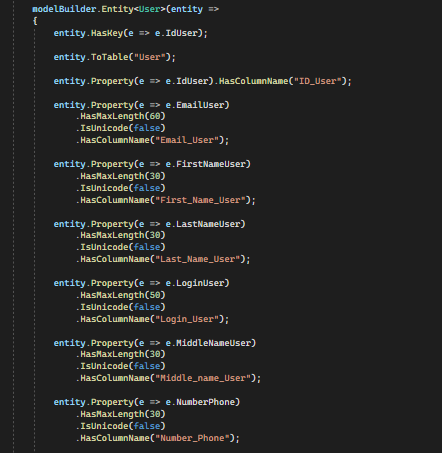 modelBuilder.Entity<User>(entity =>
{
entity.HasKey(e => e.IdUser);
entity.ToTable("User");
entity.Property(e => e.IdUser).HasColumnName("ID_User");
entity.Property(e => e.EmailUser)
.HasMaxLength(60)
.IsUnicode(false)
.HasColumnName("Email_User");
entity.Property(e => e.FirstNameUser)
.HasMaxLength(30)
.IsUnicode(false)
.HasColumnName("First_Name_User");
entity.Property(e => e.LastNameUser)
.HasMaxLength(30)
.IsUnicode(false)
.HasColumnName("Last_Name_User");
entity.Property(e => e.LoginUser)
.HasMaxLength(50)
.IsUnicode(false)
.HasColumnName("Login_User");
entity.Property(e => e.MiddleNameUser)
.HasMaxLength(30)
.IsUnicode(false)
.HasColumnName("Middle_name_User");
entity.Property(e => e.NumberPhone)
.HasMaxLength(30)
.IsUnicode(false)
.HasColumnName("Number_Phone");